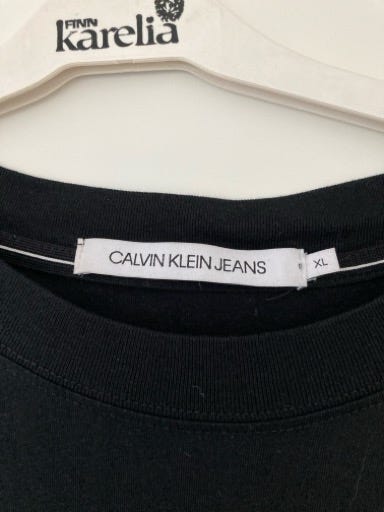 FINN
karelia
CALVIN KLEIN JEANS
XL